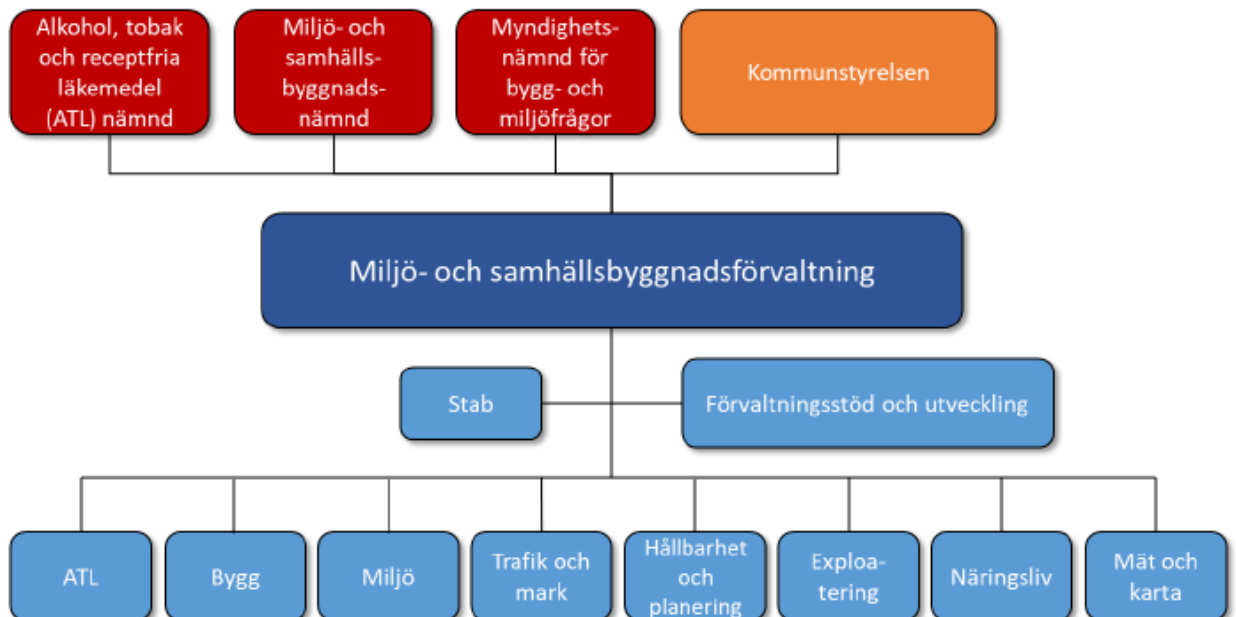 Alkohol, tobak
och receptfria
läkemedel
(ATL) nämnd
Miljö- och
samhälls-
byggnads-
nämnd
Myndighets-
nämnd för
bygg- och
miljöfrågor
Kommunstyrelsen
Miljö- och samhällsbyggnadsförvaltning
Stab
Förvaltningsstöd och utveckling
ATL
Bygg
Miljö
Trafik och
mark
Hållbarhet
och
planering
Exploa-
tering
Näringsliv
Mät och
karta